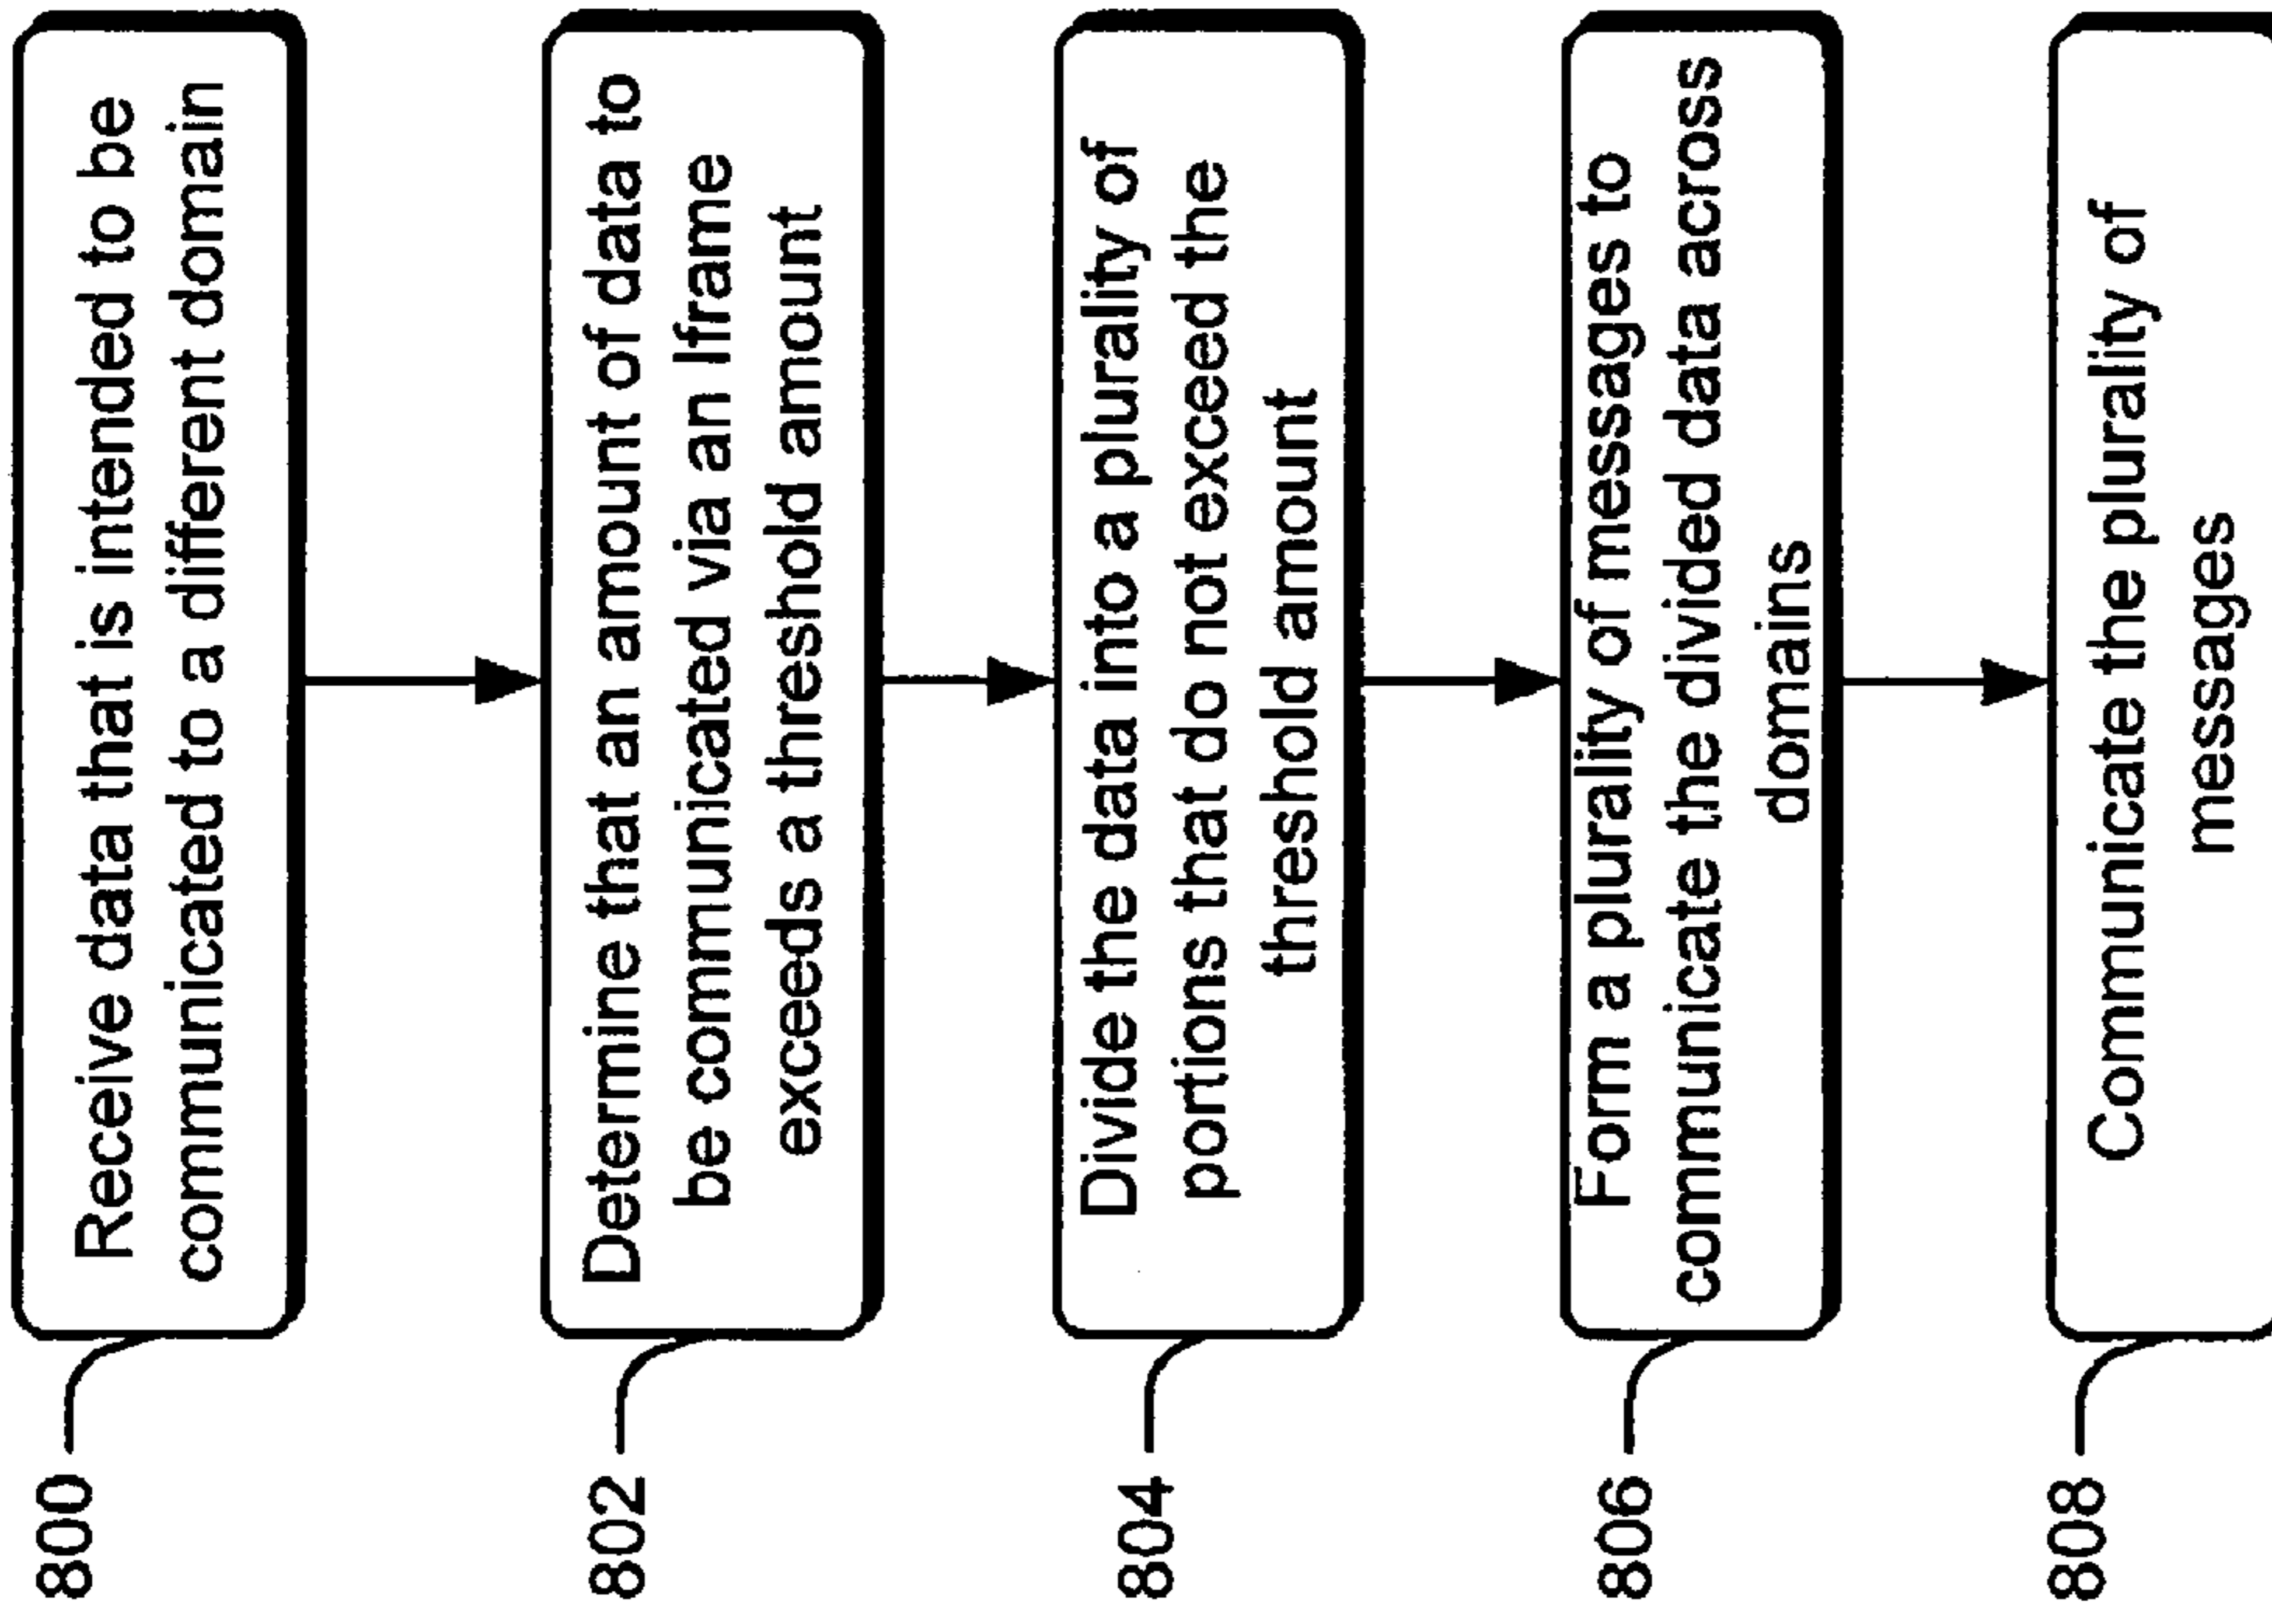 800
Receive data that is intended to be
communicated to a different domain
802
Determine that an amount of data to
be communicated via an Iframe
exceeds a threshold amount
804
Divide the data into a plurality of
portions that do not exceed the
threshold amount
806
Form a plurality of messages to
communicate the divided data across
domains
808
Communicate the plurality of
messages